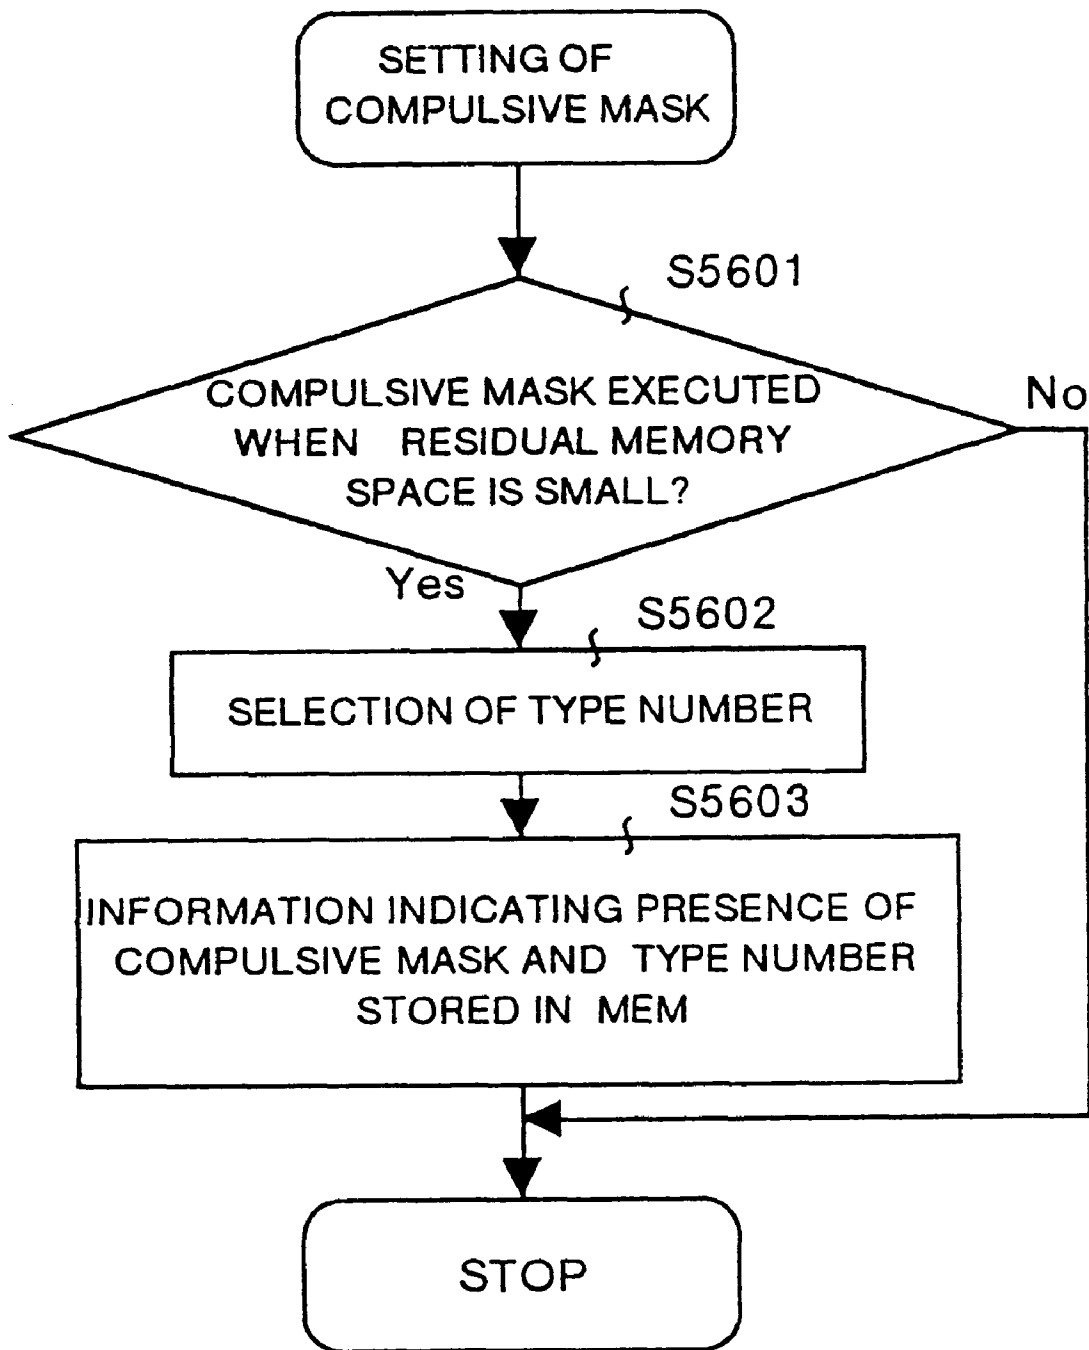 SETTING OF
COMPULSIVE MASK
S5601
COMPULSIVE MASK EXECUTED
WHEN RESIDUAL MEMORY
SPACE IS SMALL?
No
Yes
S5602
SELECTION OF TYPE NUMBER
S5603
INFORMATION INDICATING PRESENCE OF
COMPULSIVE MASK AND TYPE NUMBER
STORED IN MEM
STOP